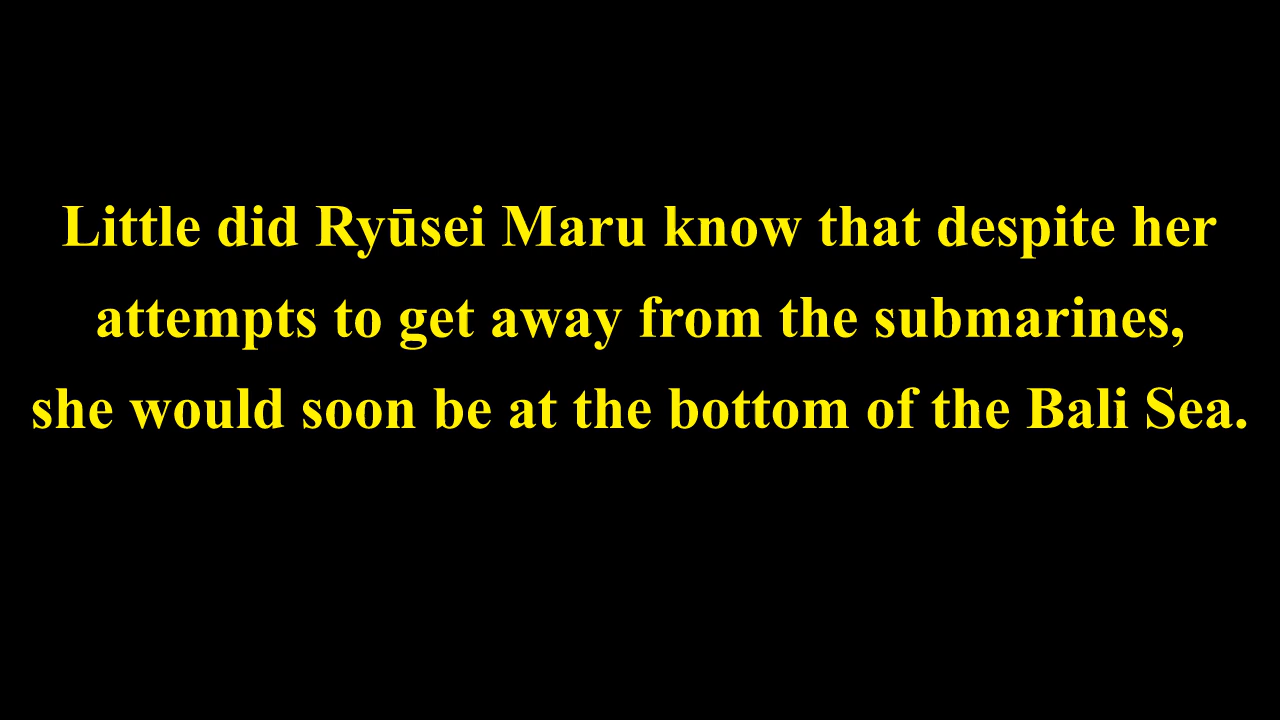 Little did Ryūsei Maru know that despite her
attempts to get away from the submarines,
she would soon be at the bottom of the Bali Sea.